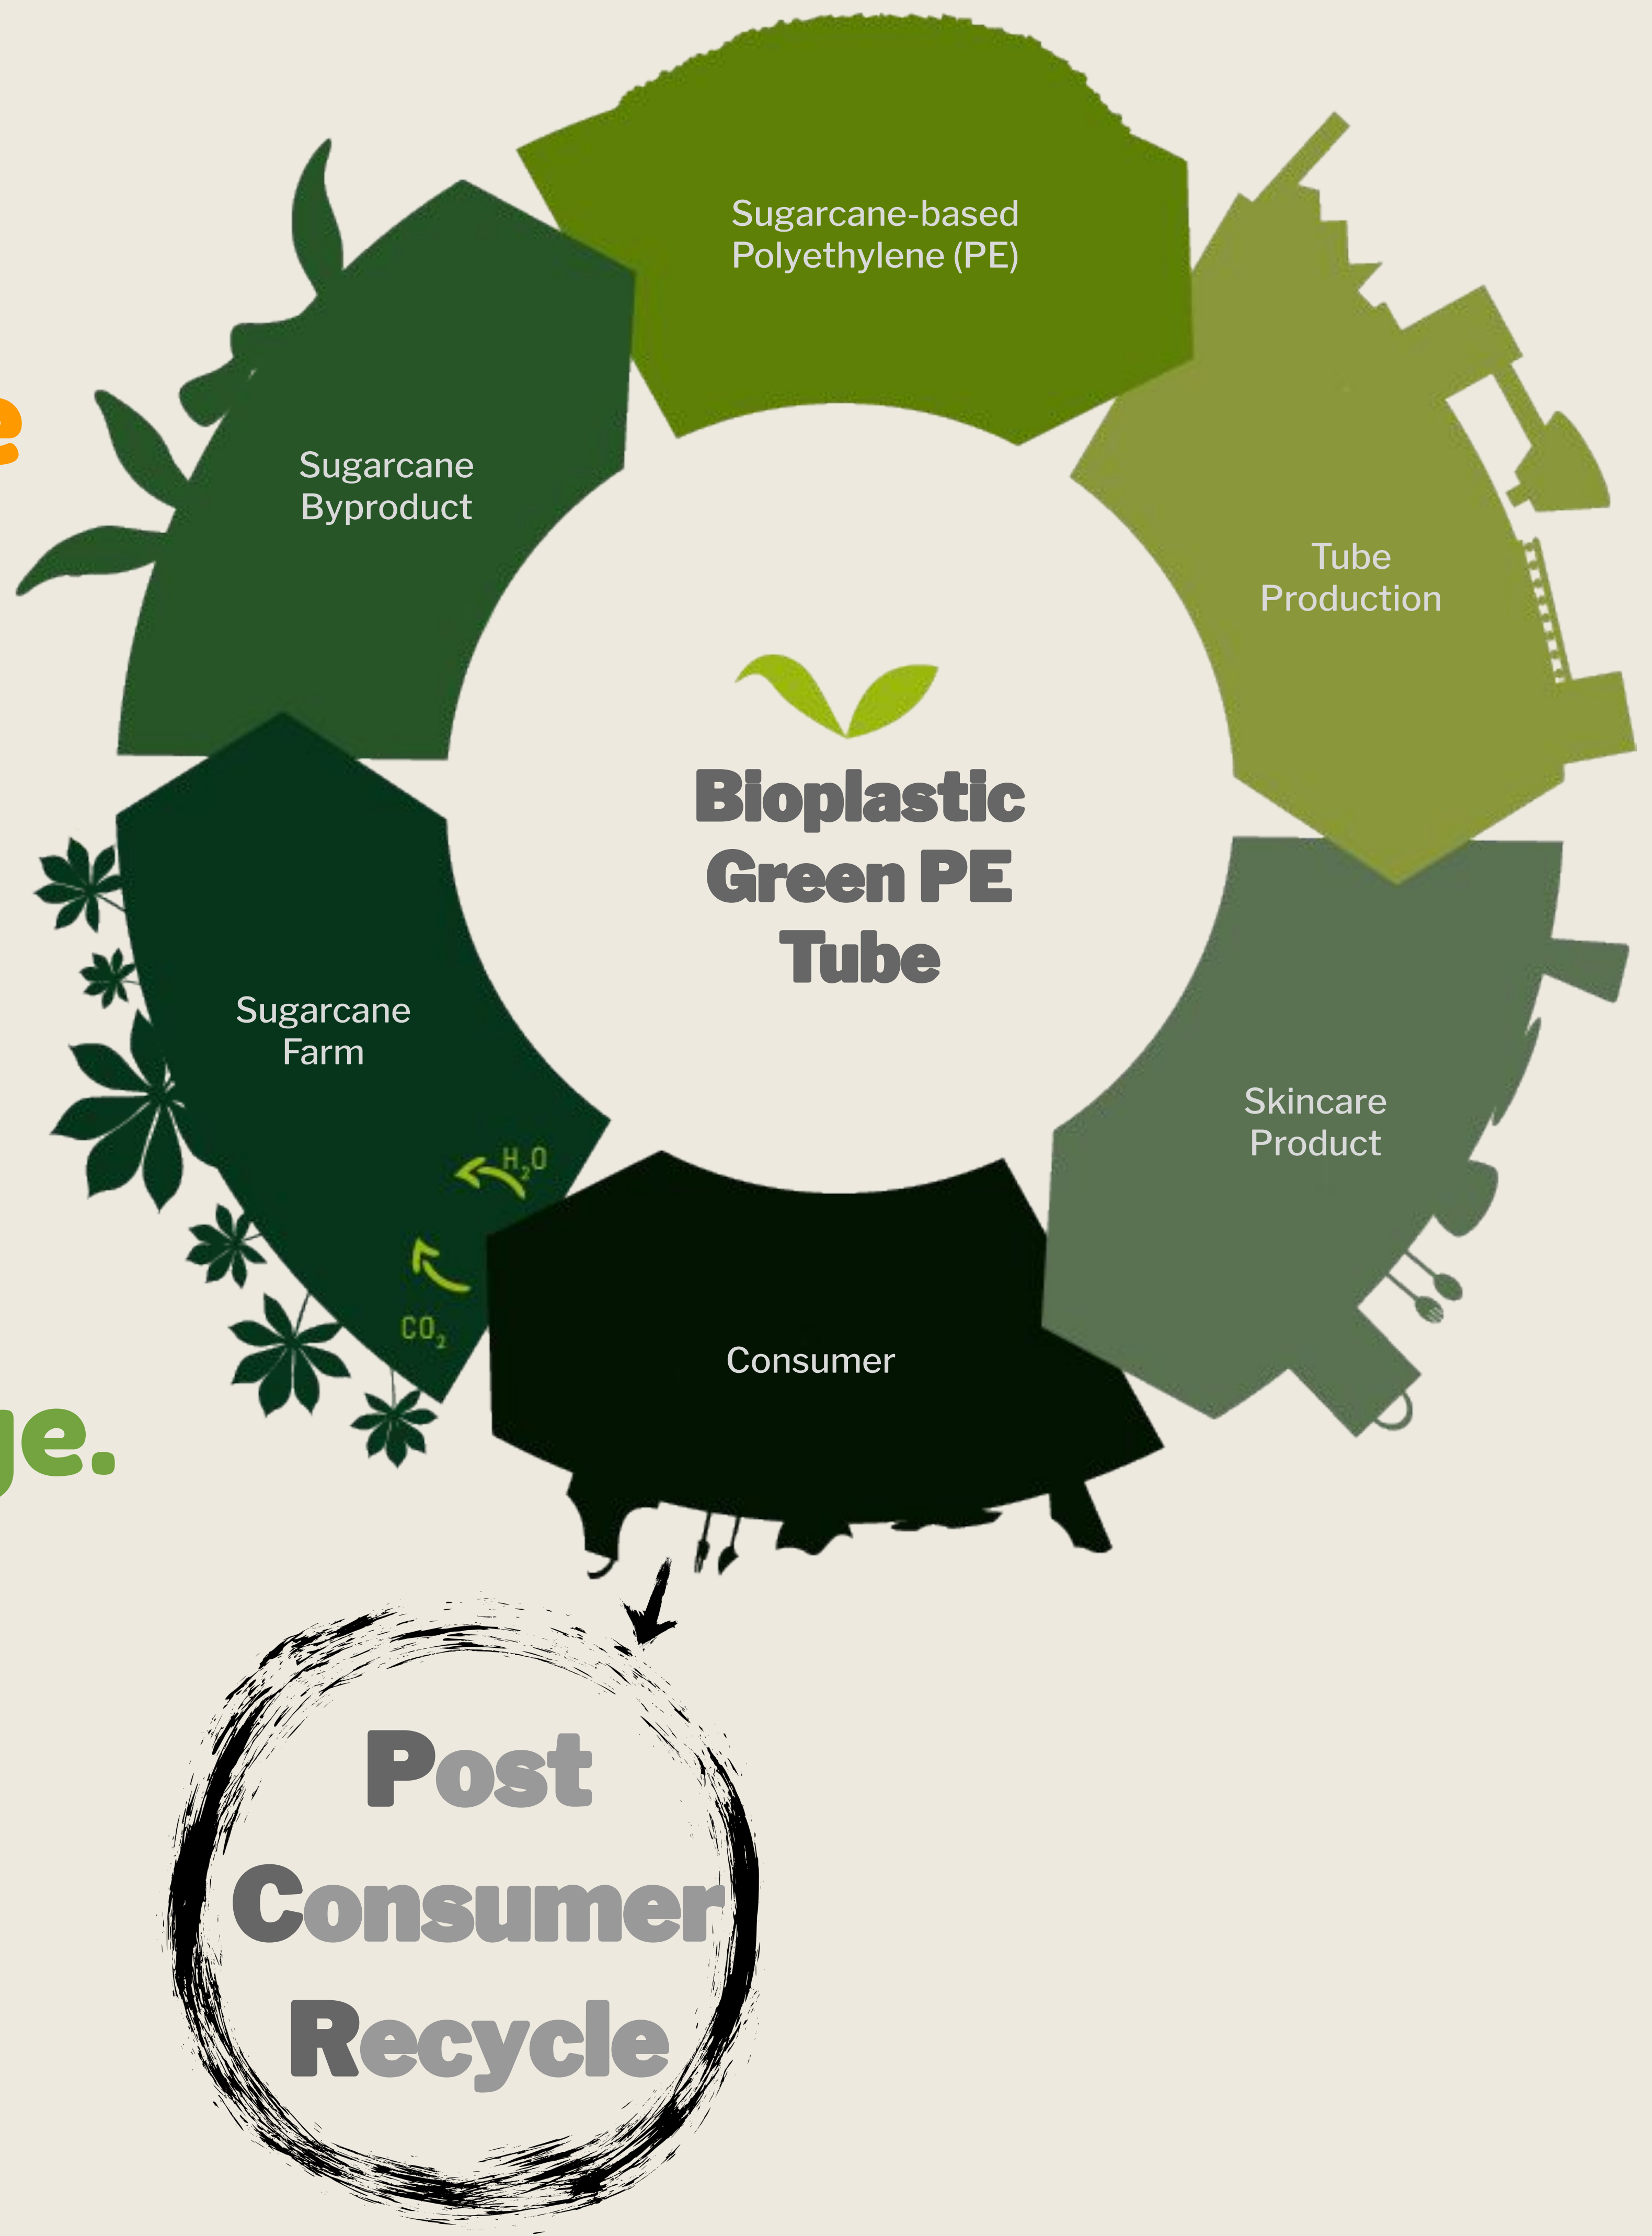 Sugarcane-based
Polyethylene (PE)
Sugarcane
Byproduct
Tube
Production
Bioplastic
Green PE
Tube
Sugarcane
Farm
Skincare
Product
H₂O
CO₂
Consumer
Post
Consumer
Recycle